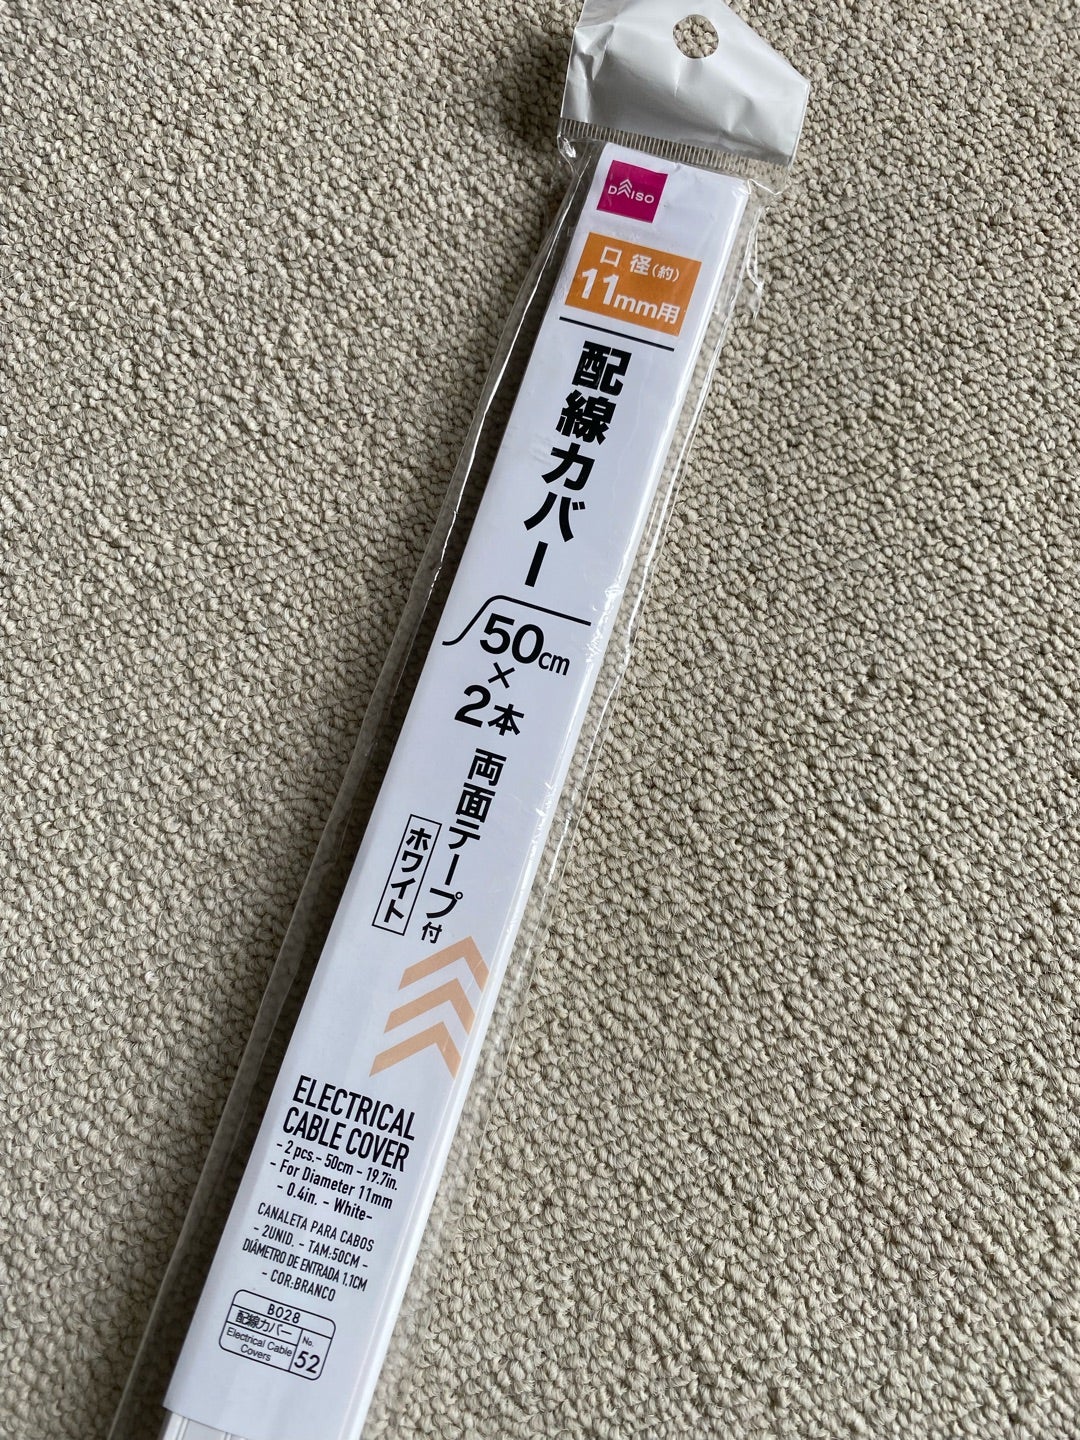 DAISO
口径(約)
11mm用
配線カバー
50cm
×
2本
両面テープ付
ホワイト
ELECTRICAL
CABLE COVER
- 2 pcs.- 50cm - 19.7in.
- For Diameter 11mm
- 0.4in. - White-
CANALETA PARA CABOS
- 2UNID. - TAM:50CM -
DIÂMETRO DE ENTRADA 1.1CM
- COR:BRANCO
B028
配線カバー
Electrical Cable
Covers
No.
52